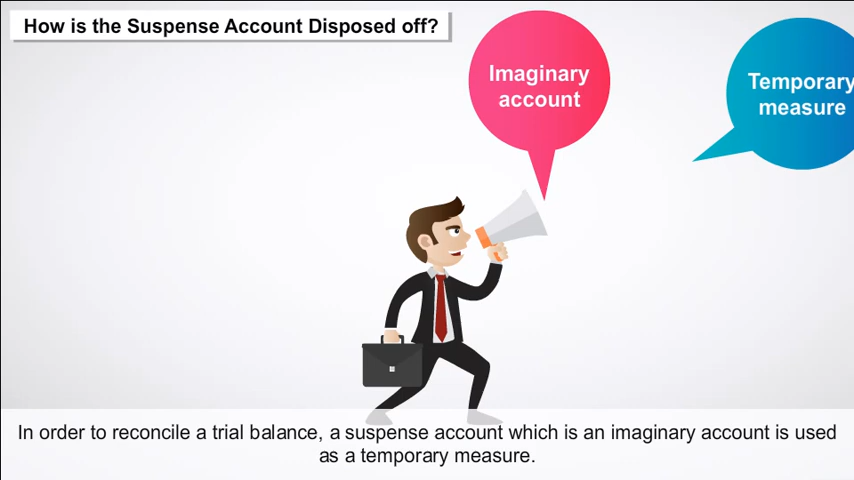 How is the Suspense Account Disposed off?
Imaginary
account
Temporary
measure
In order to reconcile a trial balance, a suspense account which is an imaginary account is used
as a temporary measure.